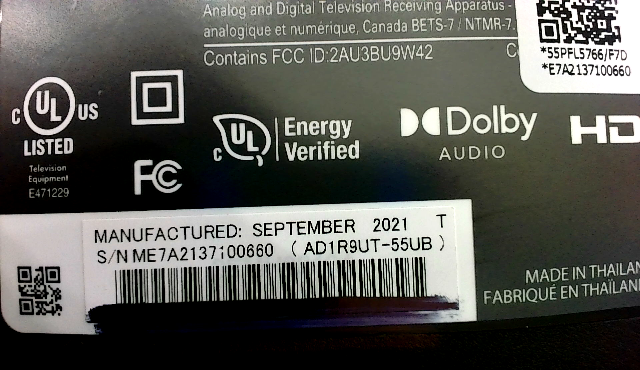 Analog and Digital Television Receiving Apparatus -
analogique et numérique, Canada BETS-7 / NTMR-7.
Contains FCC ID:2AU3BU9W42
*55PFL5766/F7D
*E7A2137100660
C UL US
LISTED
Television
Equipment
E471229
FC
C UL Energy
Verified
Dolby
AUDIO
HD
MANUFACTURED: SEPTEMBER 2021 T
S/N ME7A2137100660 ( AD1R9UT-55UB )
MADE IN THAILAN
FABRIQUÉ EN THAÏLAN